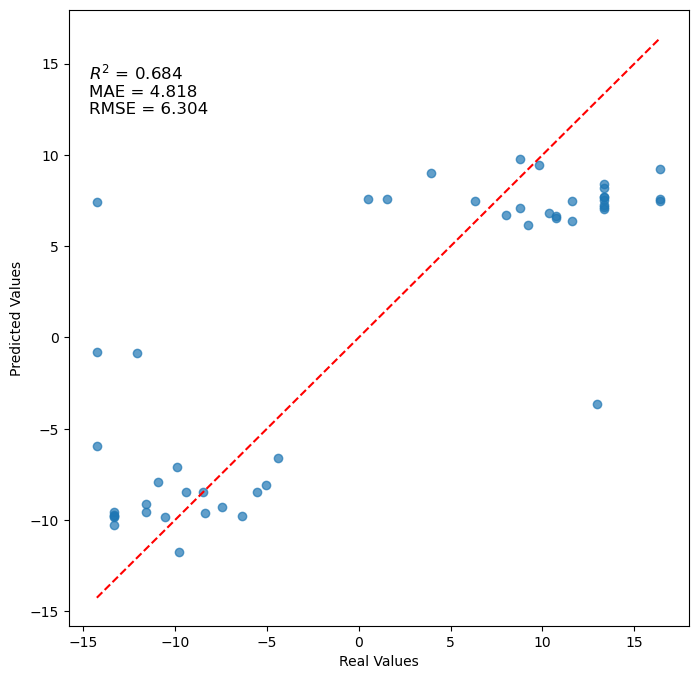 R² = 0.684
MAE = 4.818
RMSE = 6.304
15
10
5
0
−5
−10
−15
Predicted Values
−15
−10
−5
0
5
10
15
Real Values